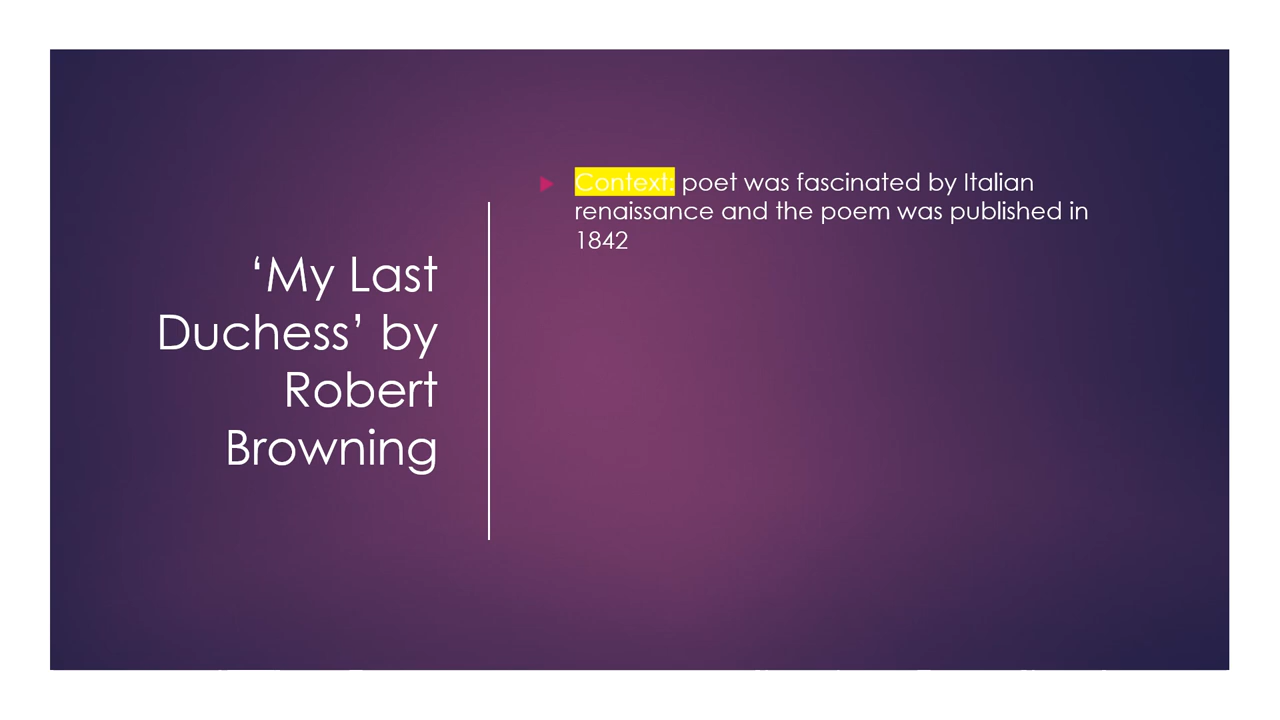 ‘My Last
Duchess’ by
Robert
Browning
Context: poet was fascinated by Italian
renaissance and the poem was published in
1842